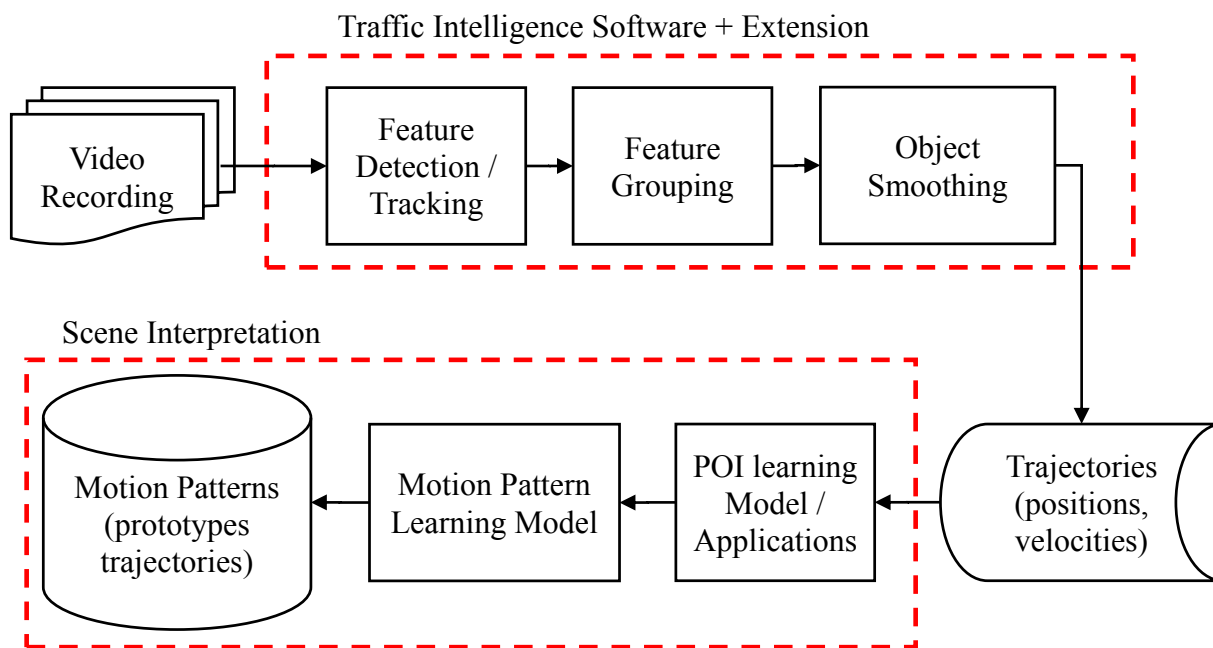 Traffic Intelligence Software + Extension
Video
Recording
Feature
Detection /
Tracking
Feature
Grouping
Object
Smoothing
Scene Interpretation
Motion Patterns
(prototypes
trajectories)
Motion Pattern
Learning Model
POI learning
Model /
Applications
Trajectories
(positions,
velocities)